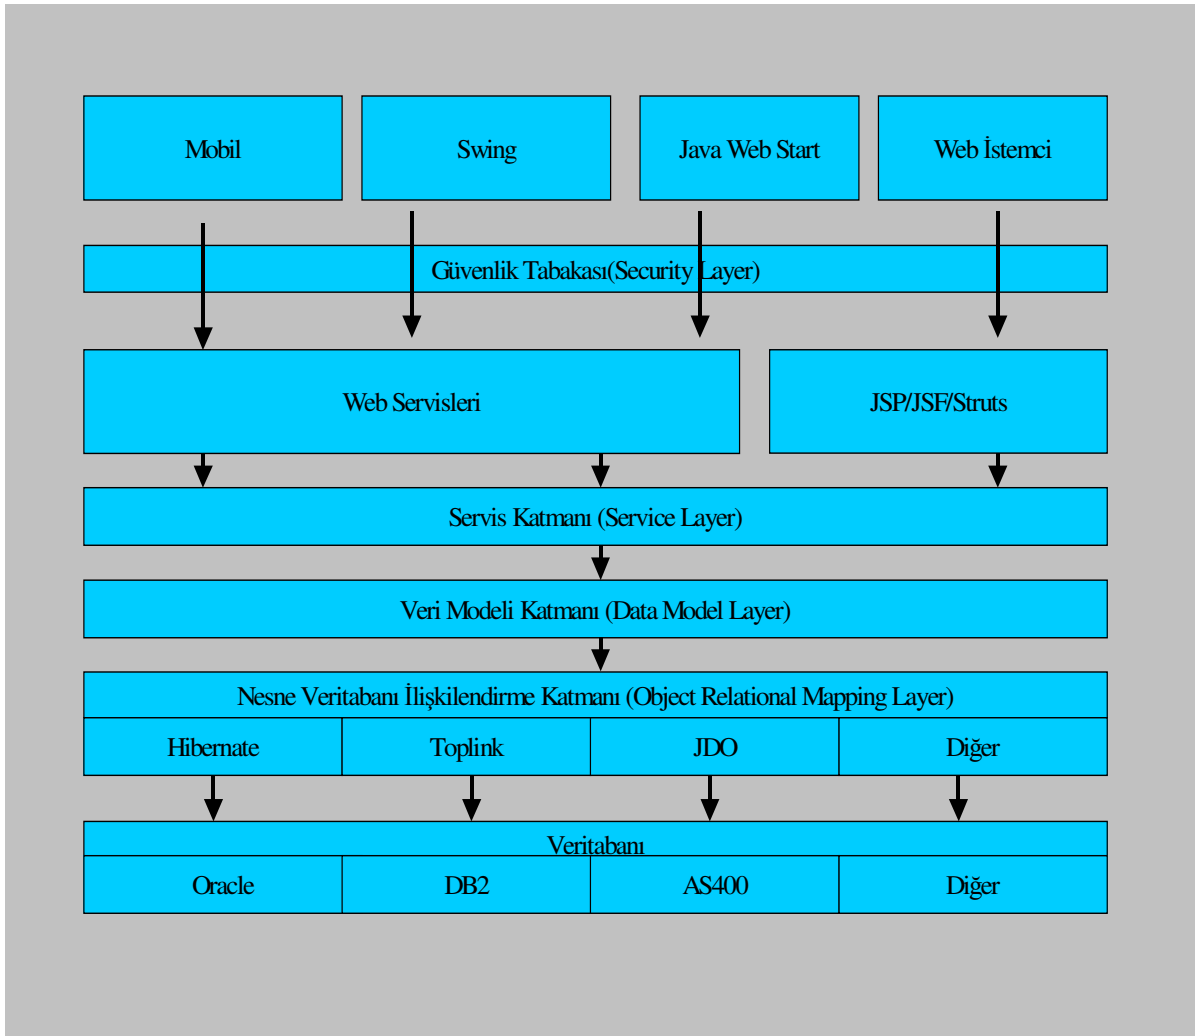 Mobil
Swing
Java Web Start
Web İstemci
Güvenlik Tabakası(Security Layer)
Web Servisleri
JSP/JSF/Struts
Servis Katmanı (Service Layer)
Veri Modeli Katmanı (Data Model Layer)
Nesne Veritabanı İlişkilendirme Katmanı (Object Relational Mapping Layer)
Hibernate
Toplink
JDO
Diğer
Veritabanı
Oracle
DB2
AS400
Diğer